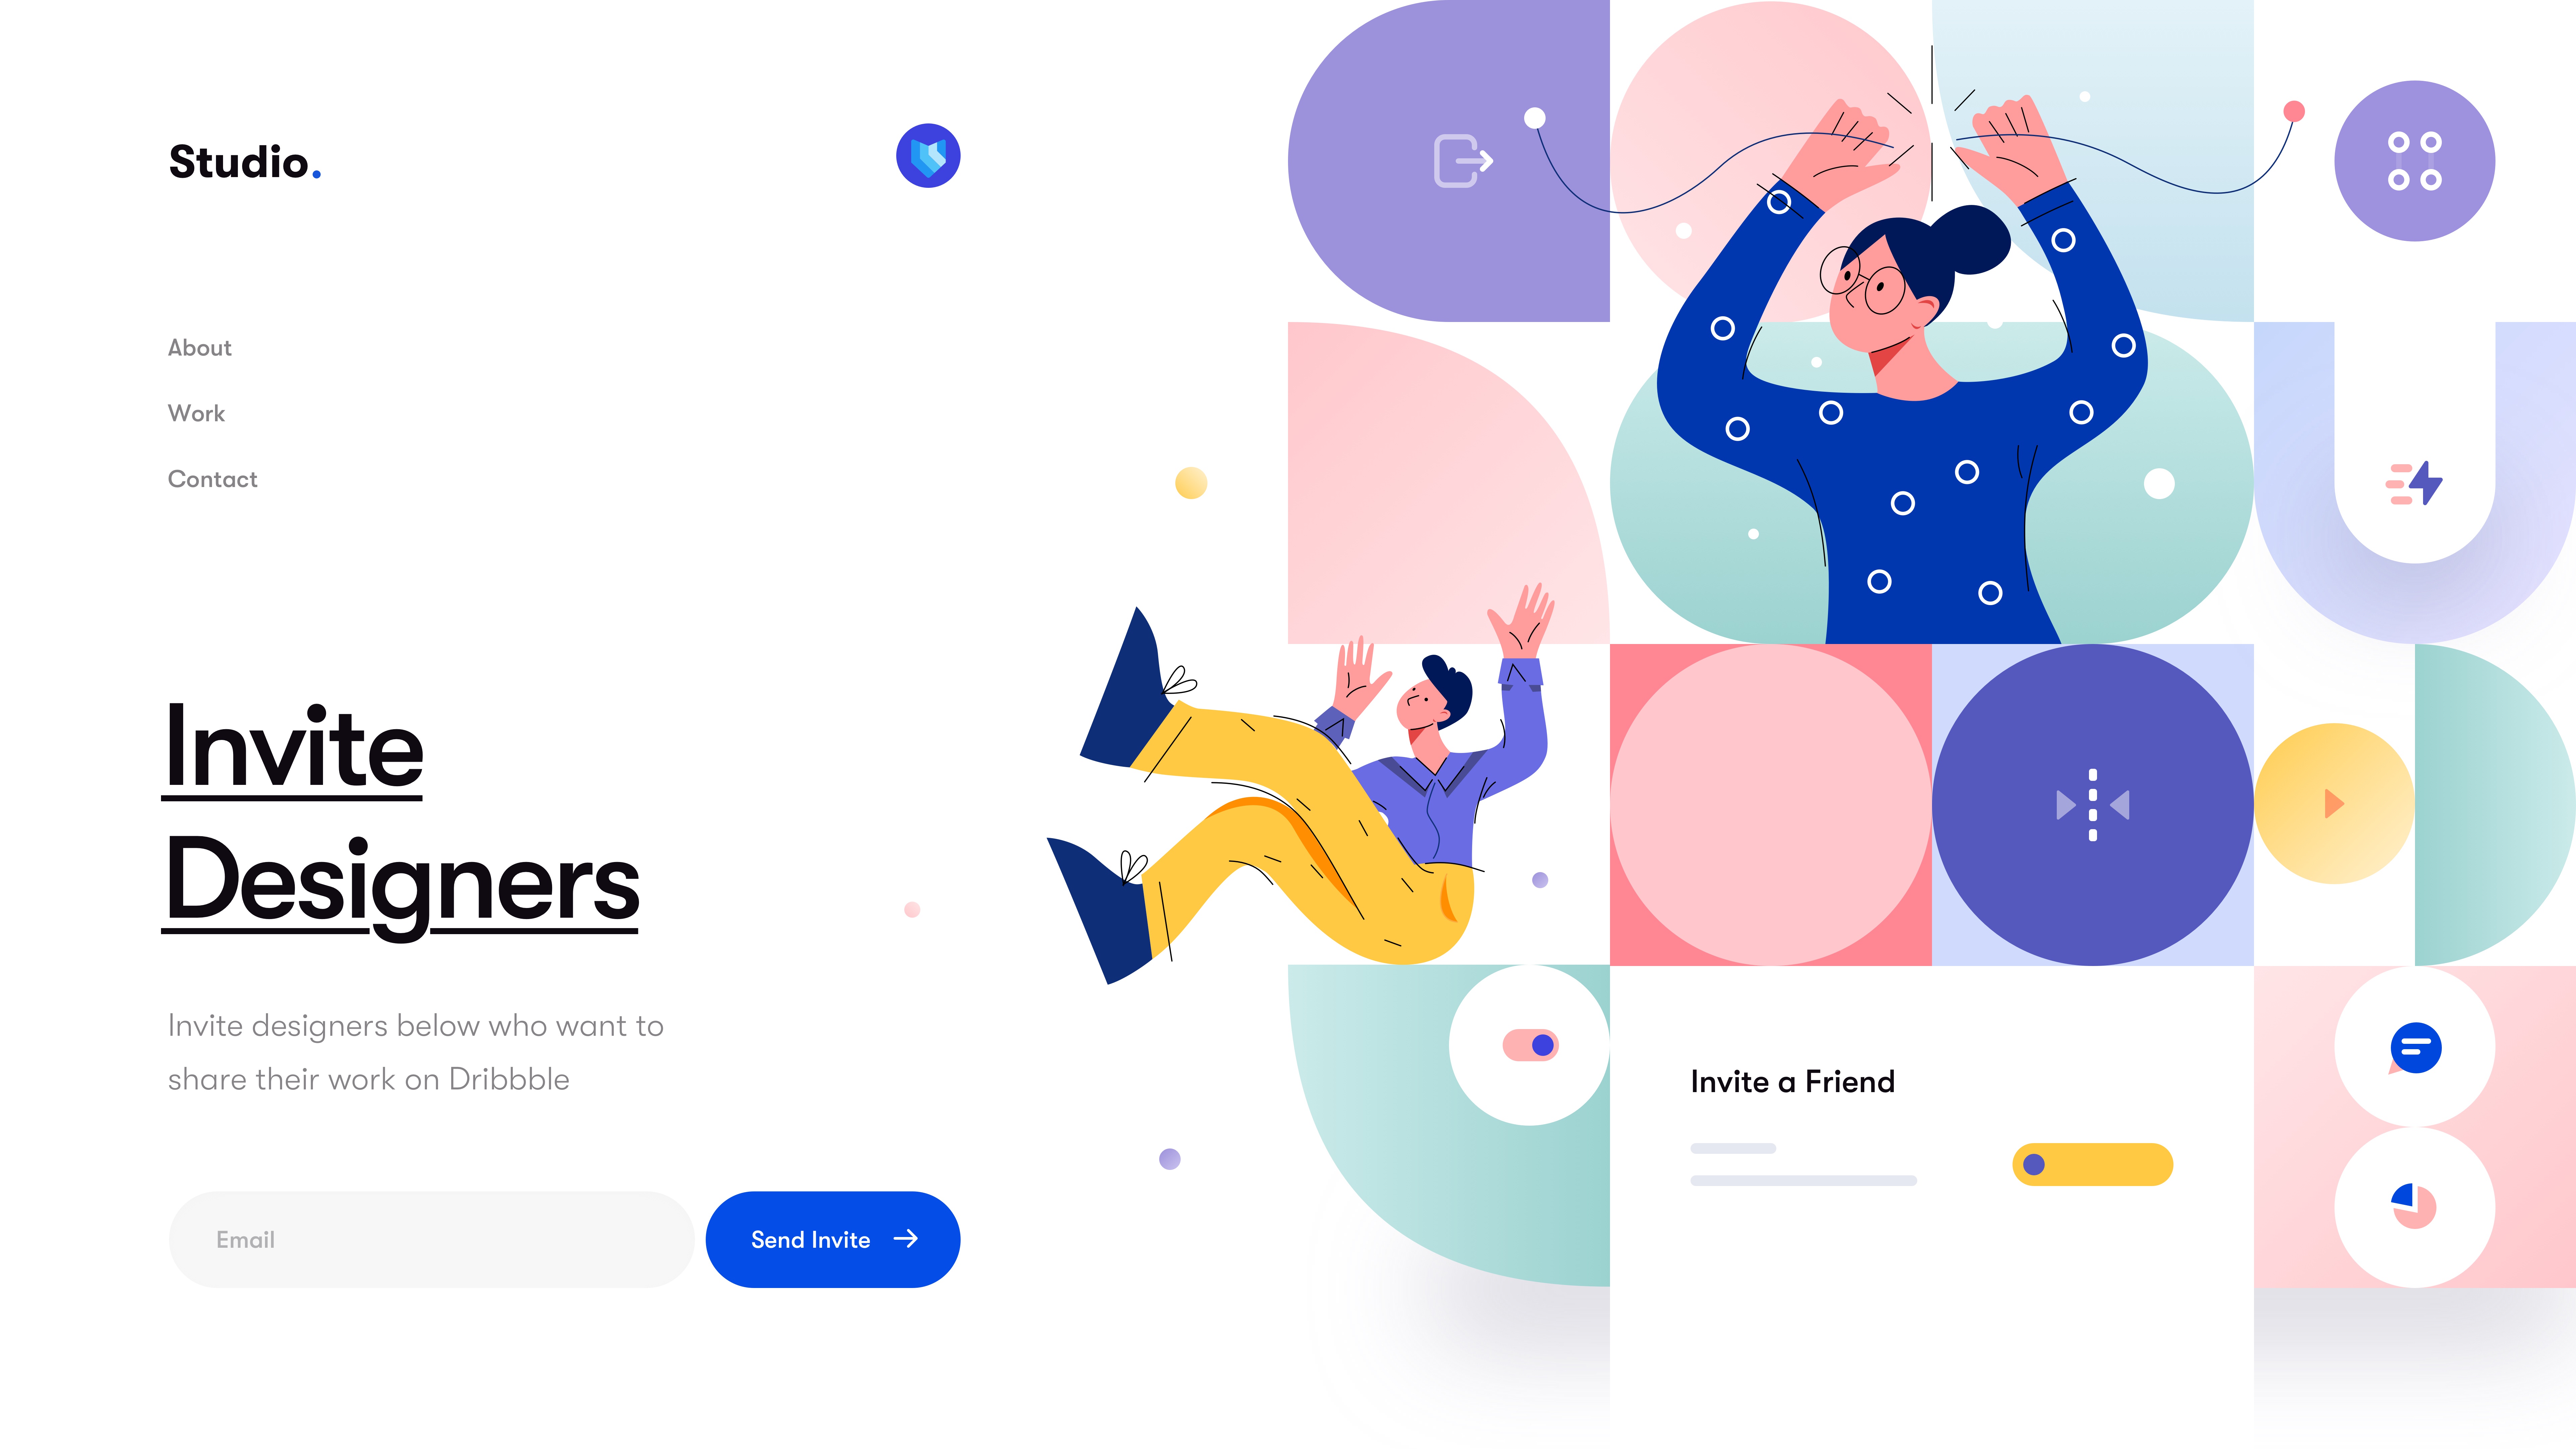 Studio.
About
Work
Contact
Invite
Designers
Invite designers below who want to
share their work on Dribbble
Email
Send Invite
Invite a Friend